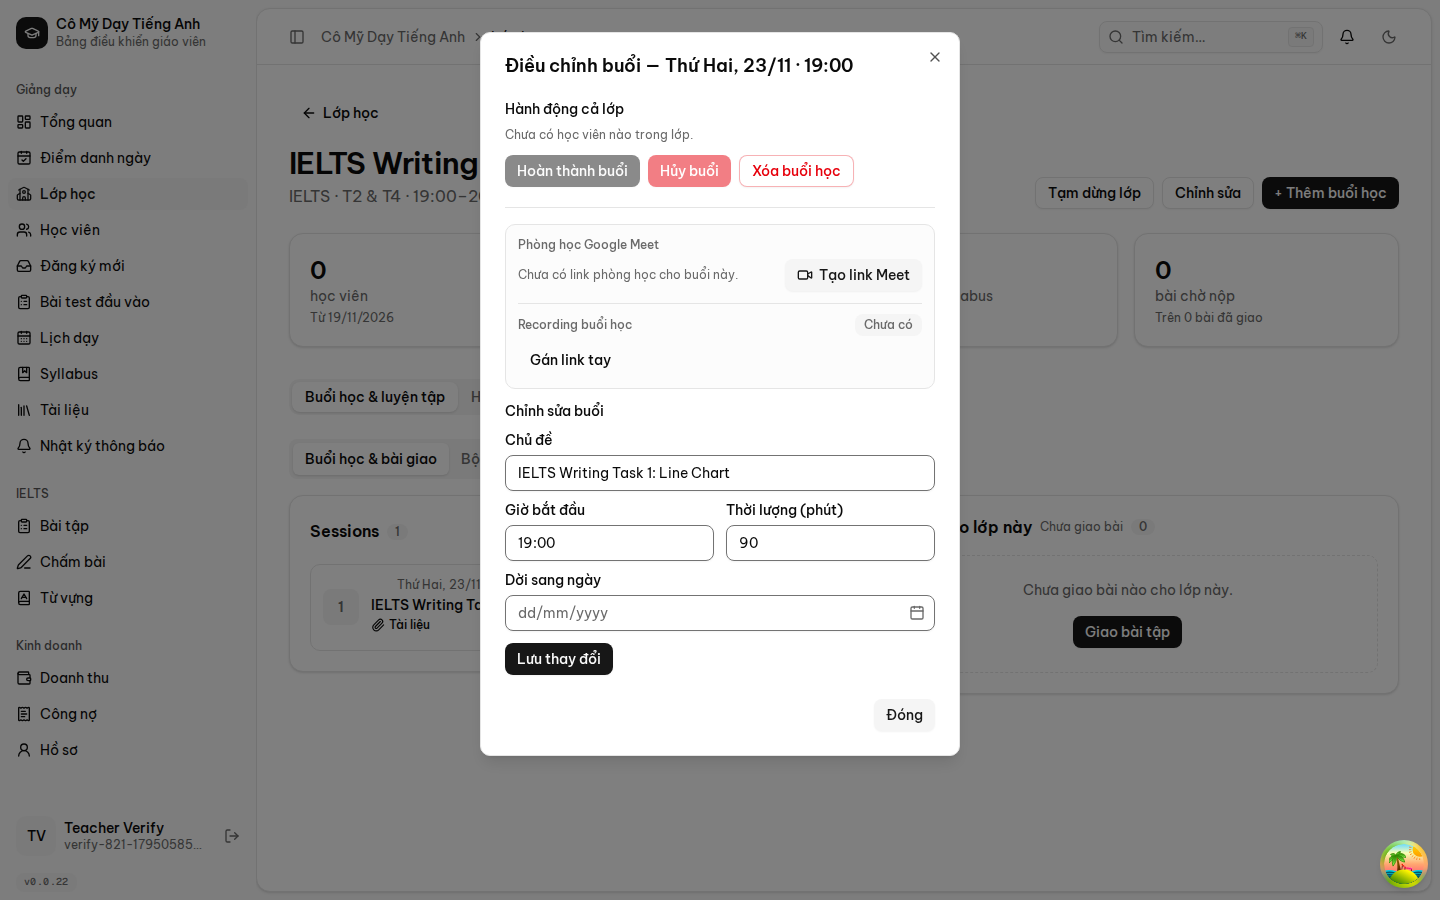 Cô Mỹ Dạy Tiếng Anh
Bảng điều khiển giáo viên
Giảng dạy
Tổng quan
Điểm danh ngày
Lớp học
Học viên
Đăng ký mới
Bài test đầu vào
Lịch dạy
Syllabus
Tài liệu
Nhật ký thông báo
IELTS
Bài tập
Chấm bài
Từ vựng
Kinh doanh
Doanh thu
Công nợ
Hồ sơ
TV
Teacher Verify
verify-821-17950585...
v0.0.22
Cô Mỹ Dạy Tiếng Anh
Tìm kiếm...
⌘K
Lớp học
IELTS Writing
IELTS · T2 & T4 · 19:00–2
Tạm dừng lớp
Chỉnh sửa
+ Thêm buổi học
0
học viên
Từ 19/11/2026
abus
0
bài chờ nộp
Trên 0 bài đã giao
Buổi học & luyện tập
H
Buổi học & bài giao
Bộ
Sessions 1
1
Thứ Hai, 23/11
IELTS Writing Ta
Tài liệu
o lớp này
Chưa giao bài
0
Chưa giao bài nào cho lớp này.
Giao bài tập
Điều chỉnh buổi — Thứ Hai, 23/11 · 19:00
Hành động cả lớp
Chưa có học viên nào trong lớp.
Hoàn thành buổi
Hủy buổi
Xóa buổi học
Phòng học Google Meet
Chưa có link phòng học cho buổi này.
Tạo link Meet
Recording buổi học
Chưa có
Gán link tay
Chỉnh sửa buổi
Chủ đề
IELTS Writing Task 1: Line Chart
Giờ bắt đầu
Thời lượng (phút)
19:00
90
Dời sang ngày
dd/mm/yyyy
Lưu thay đổi
Đóng